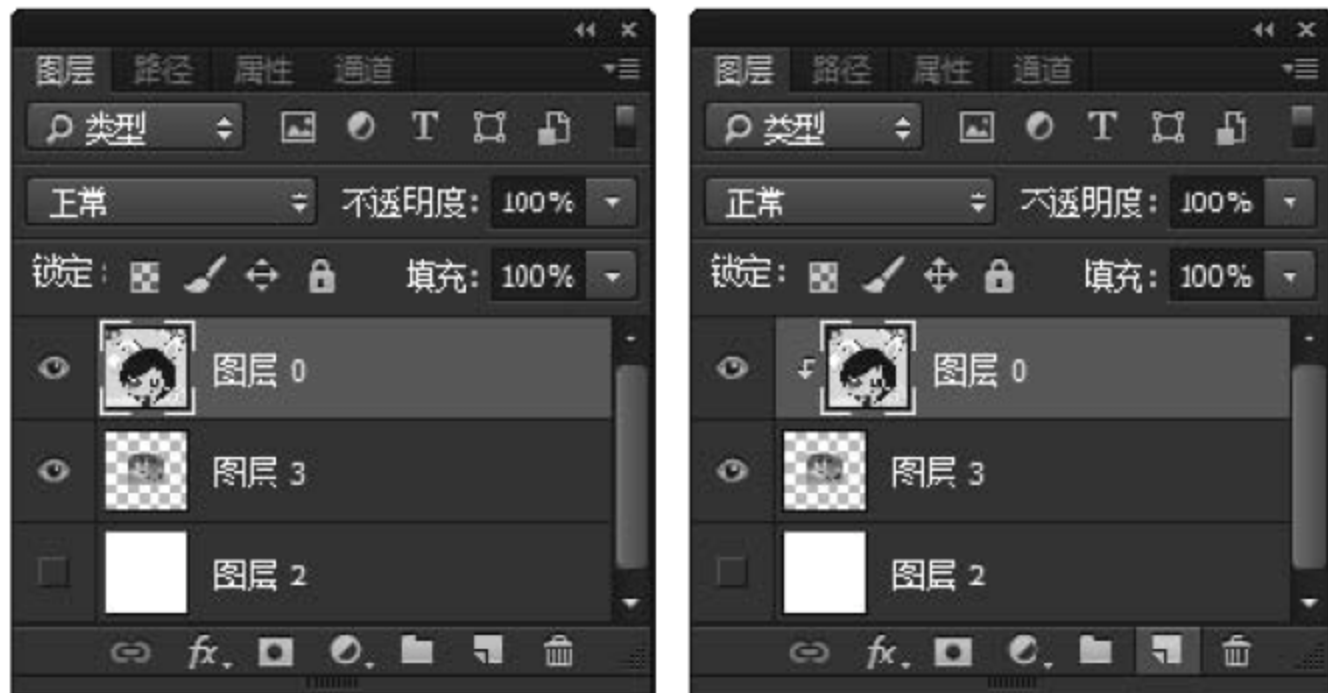 图层 路径 属性 通道
类型 T
正常 不透明度: 100%
锁定: 填充: 100%
图层 0
图层 3
图层 2
fx.
图层 路径 属性 通道
类型 T
正常 不透明度: 100%
锁定: 填充: 100%
图层 0
图层 3
图层 2
fx.